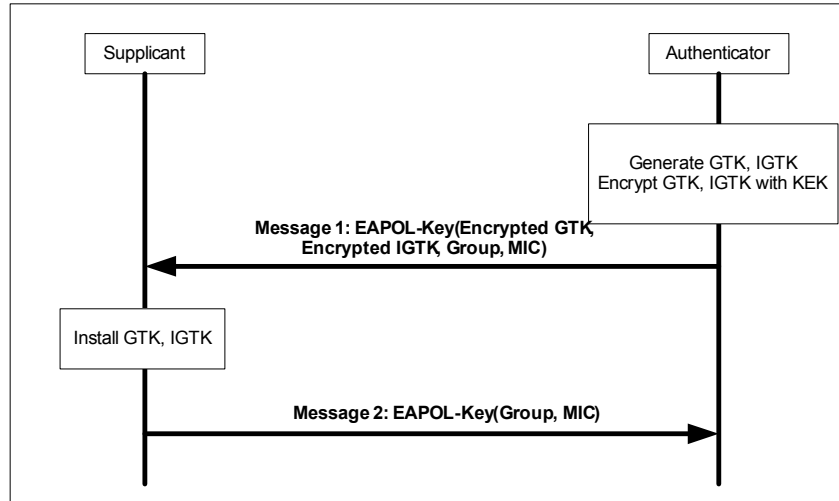 Supplicant
Authenticator
Generate GTK, IGTK
Encrypt GTK, IGTK with KEK
Message 1: EAPOL-Key(Encrypted GTK,
Encrypted IGTK, Group, MIC)
Install GTK, IGTK
Message 2: EAPOL-Key(Group, MIC)